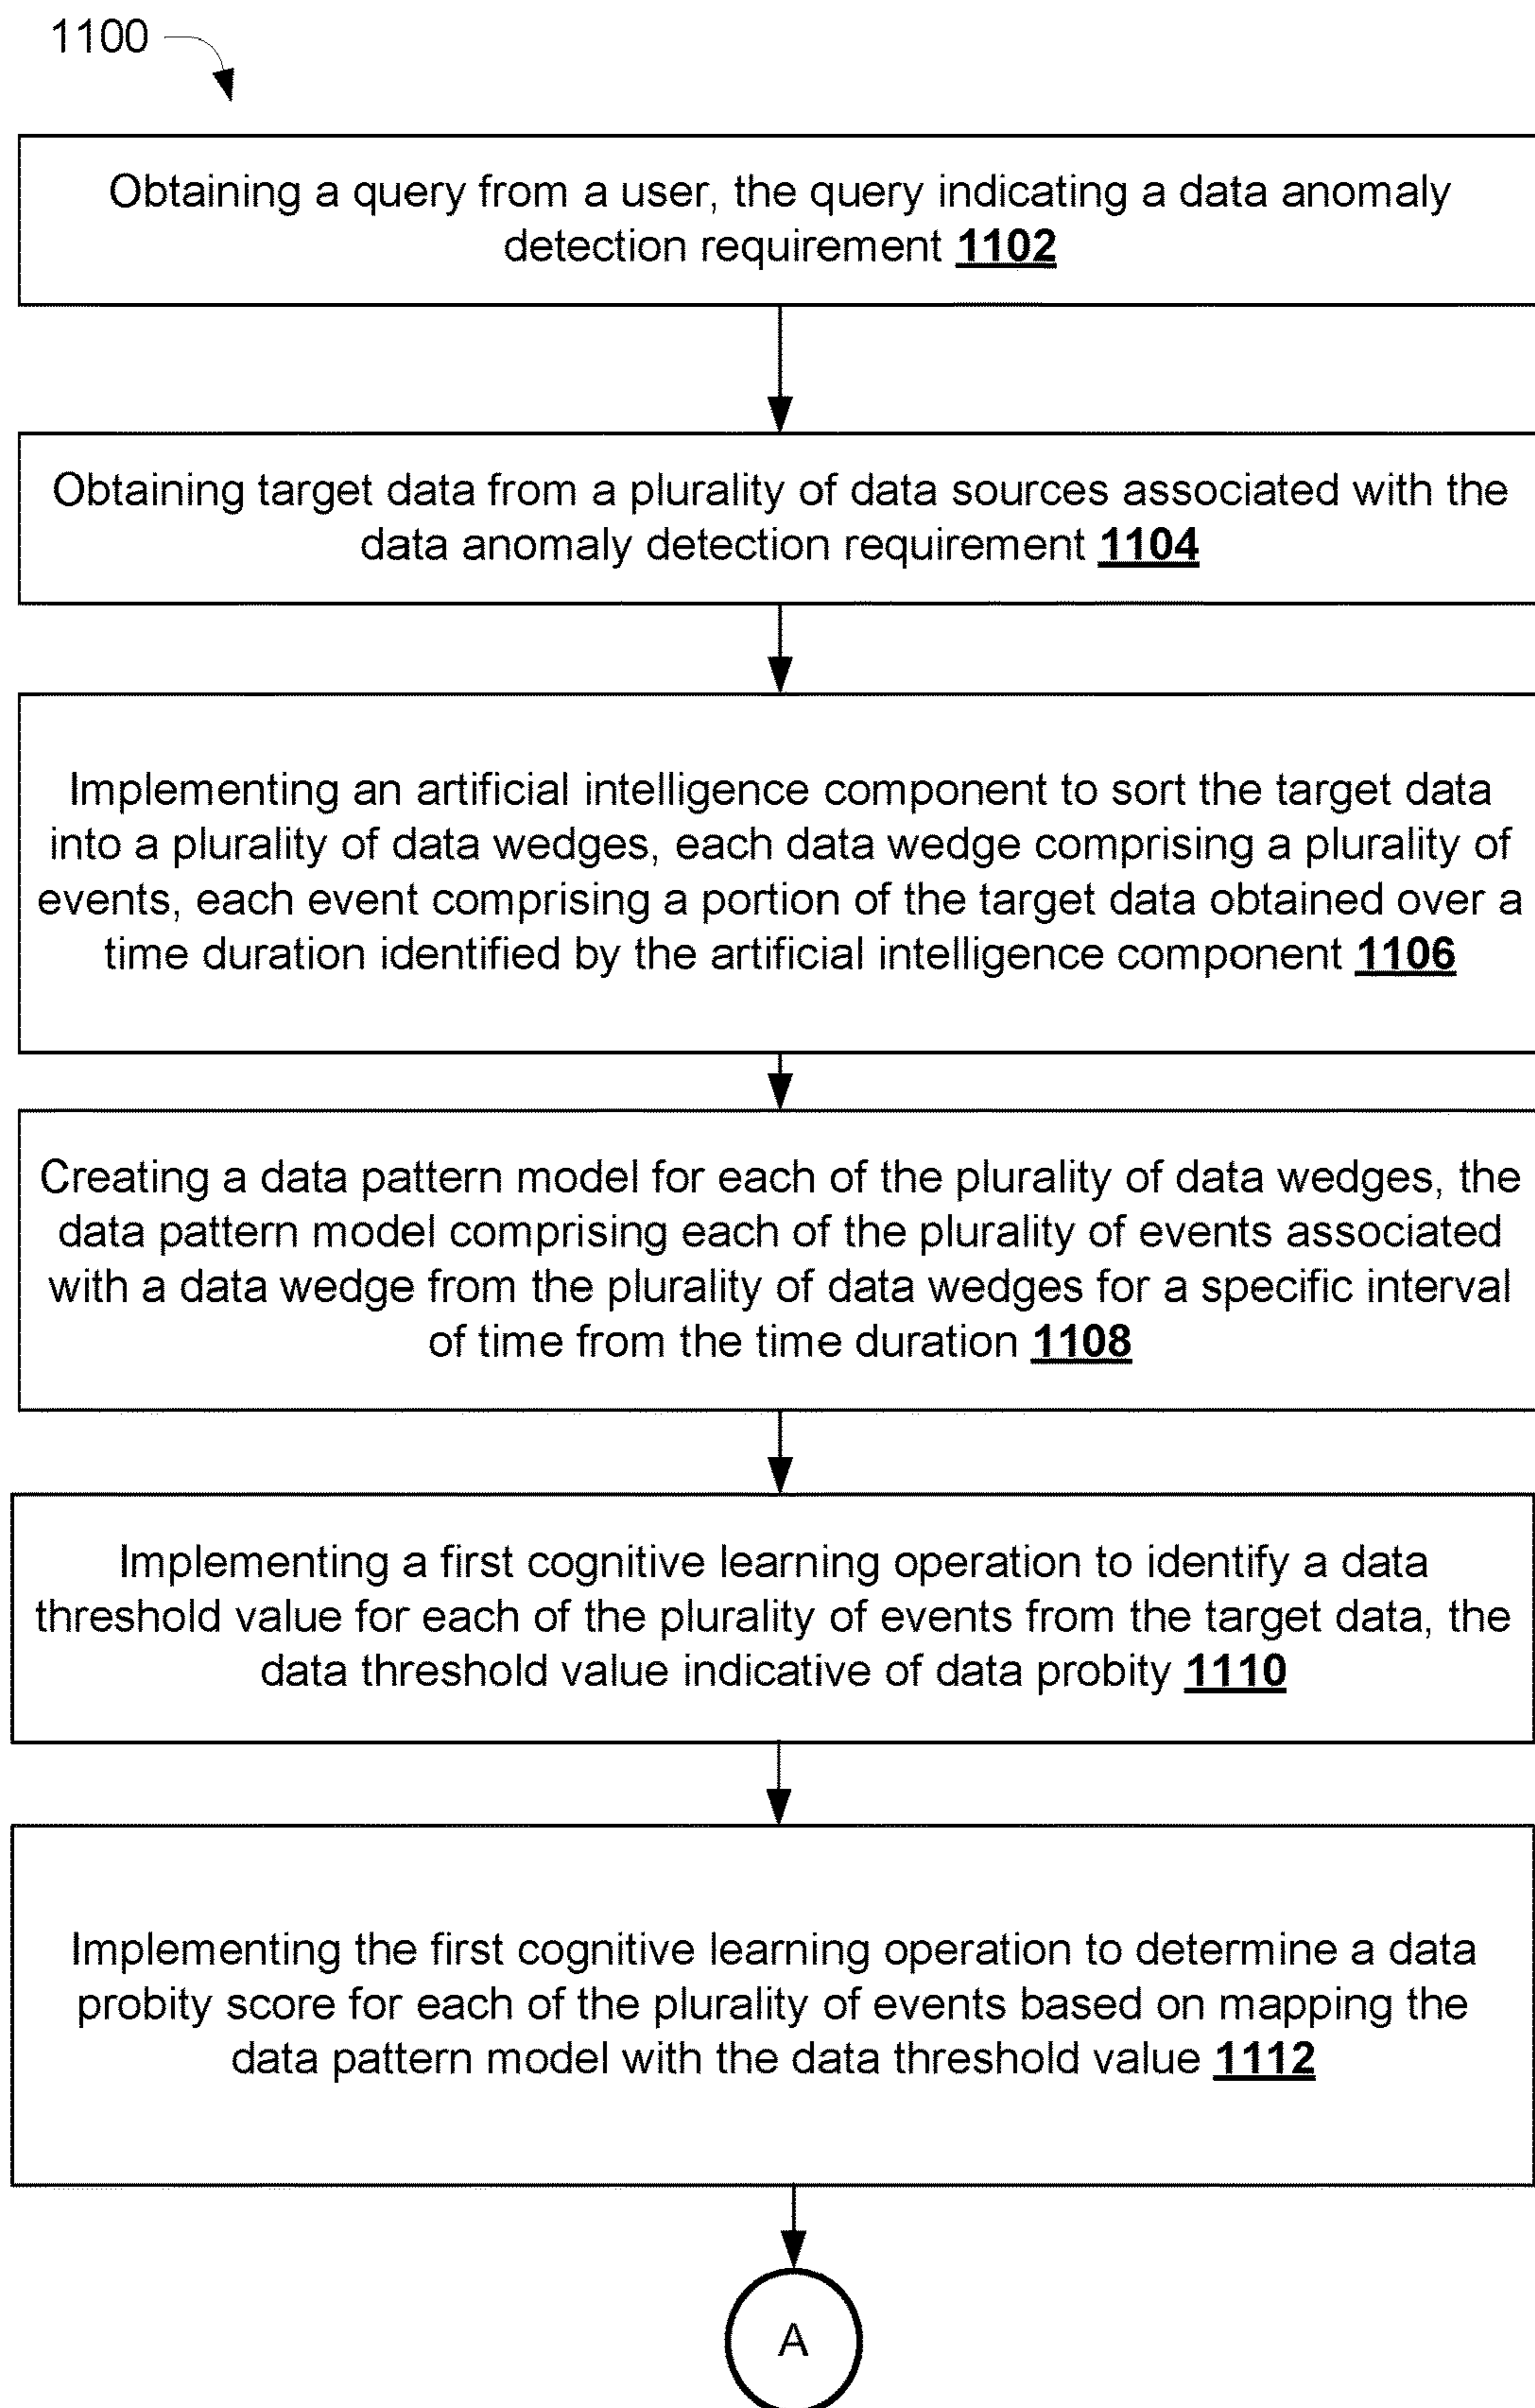 1100
Obtaining a query from a user, the query indicating a data anomaly
detection requirement 1102
Obtaining target data from a plurality of data sources associated with the
data anomaly detection requirement 1104
Implementing an artificial intelligence component to sort the target data
into a plurality of data wedges, each data wedge comprising a plurality of
events, each event comprising a portion of the target data obtained over a
time duration identified by the artificial intelligence component 1106
Creating a data pattern model for each of the plurality of data wedges, the
data pattern model comprising each of the plurality of events associated
with a data wedge from the plurality of data wedges for a specific interval
of time from the time duration 1108
Implementing a first cognitive learning operation to identify a data
threshold value for each of the plurality of events from the target data, the
data threshold value indicative of data probity 1110
Implementing the first cognitive learning operation to determine a data
probity score for each of the plurality of events based on mapping the
data pattern model with the data threshold value 1112
A